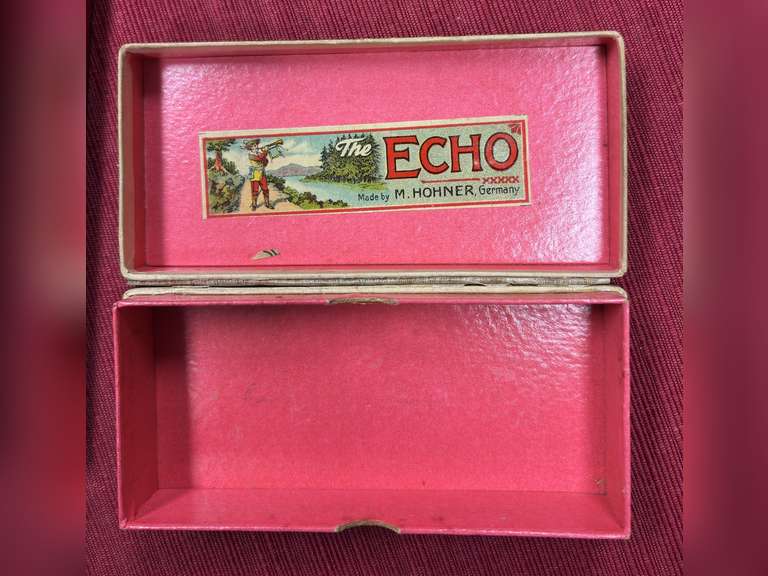 The ECHO
xxxxx
Made by M. HOHNER, Germany